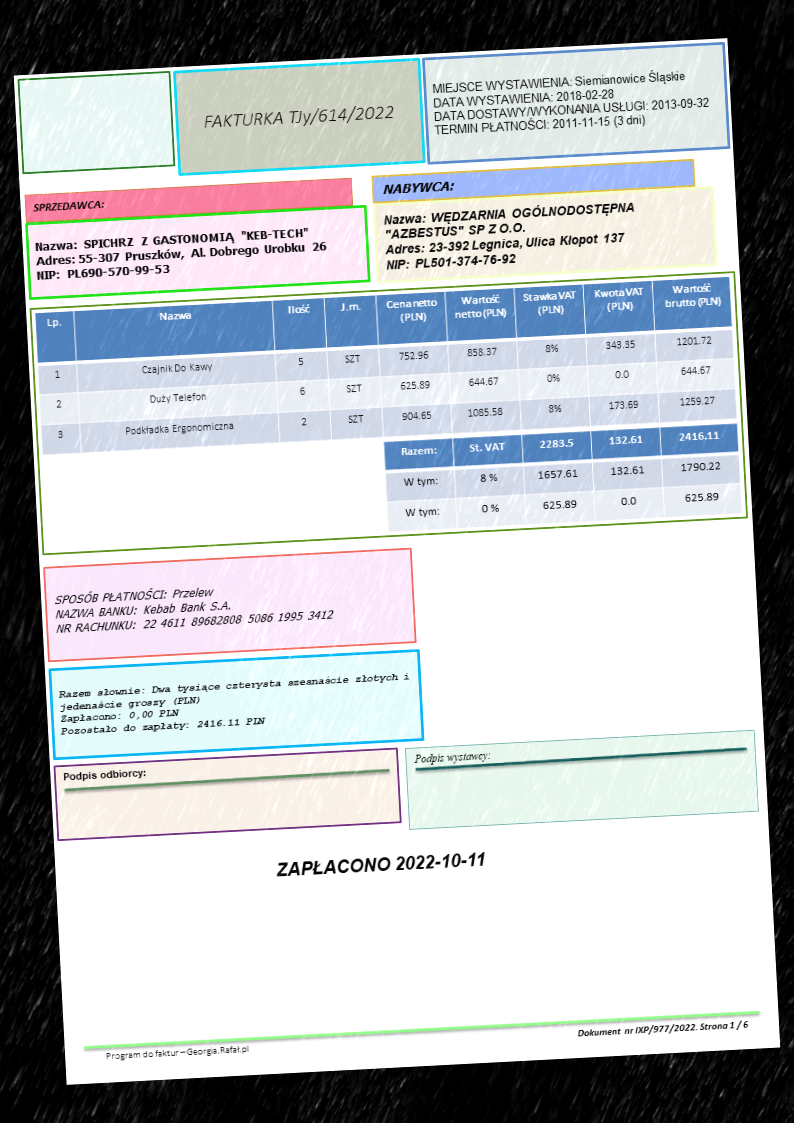 FAKTURKA TJy/614/2022
MIEJSCE WYSTAWIENIA: Siemianowice Śląskie
DATA WYSTAWIENIA: 2018-02-28
DATA DOSTAWY/WYKONANIA USŁUGI: 2013-09-32
TERMIN PŁATNOŚCI: 2011-11-15 (3 dni)
SPRZEDAWCA:
Nazwa: SPICHRZ Z GASTONOMIĄ "KEB-TECH"
Adres: 55-307 Pruszków, Al. Dobrego Urobku 26
NIP: PL690-570-99-53
NABYWCA:
Nazwa: WĘDZARNIA OGÓLNODOSTĘPNA
"AZBESTUS" SP Z O.O.
Adres: 23-392 Legnica, Ulica Kłopot 137
NIP: PL501-374-76-92
Lp. Nazwa Ilość J.m. Cena netto (PLN) Wartość netto (PLN) Stawka VAT (PLN) Kwota VAT (PLN) Wartość brutto (PLN)
1 Czajnik Do Kawy 5 SZT 752.96 858.37 8% 343.35 1201.72
2 Duży Telefon 6 SZT 625.89 644.67 0% 0.0 644.67
3 Podkładka Ergonomiczna 2 SZT 904.65 1085.58 8% 173.69 1259.27
Razem: St. VAT 2283.5 132.61 2416.11
W tym: 8 % 1657.61 132.61 1790.22
W tym: 0 % 625.89 0.0 625.89
SPOSÓB PŁATNOŚCI: Przelew
NAZWA BANKU: Kebab Bank S.A.
NR RACHUNKU: 22 4611 89682808 5086 1995 3412
Razem słownie: Dwa tysiące czterysta szesnaście złotych i
jedenaście groszy (PLN)
Zapłacono: 0,00 PLN
Pozostało do zapłaty: 2416.11 PLN
Podpis odbiorcy:
Podpis wystawcy:
ZAPŁACONO 2022-10-11
Dokument nr IXP/977/2022. Strona 1 / 6
Program do faktur – Georgia.Rafał.pl